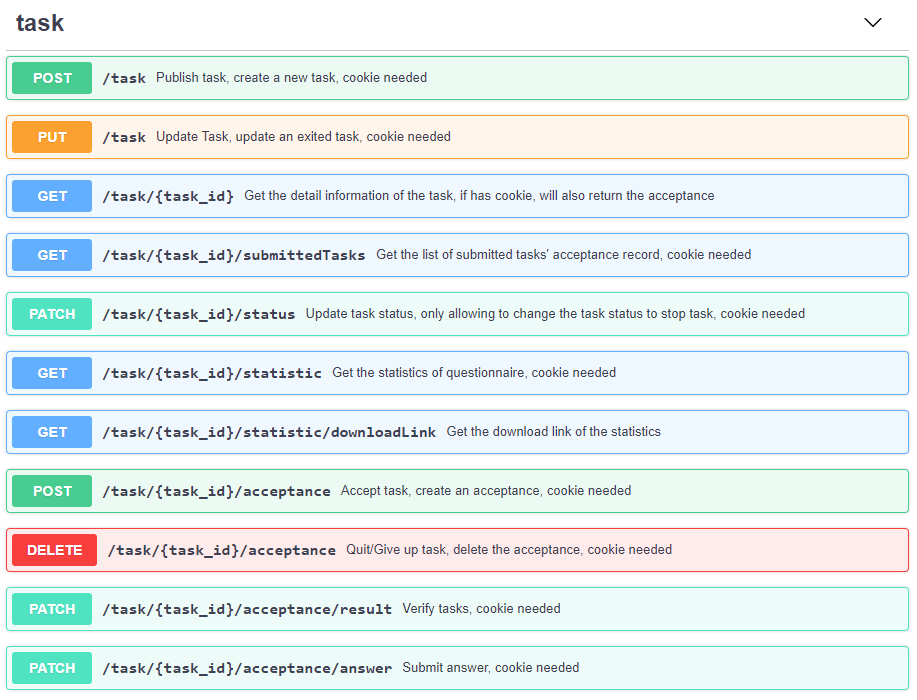 task
POST /task Publish task, create a new task, cookie needed
PUT /task Update Task, update an exited task, cookie needed
GET /task/{task_id} Get the detail information of the task, if has cookie, will also return the acceptance
GET /task/{task_id}/submittedTasks Get the list of submitted tasks' acceptance record, cookie needed
PATCH /task/{task_id}/status Update task status, only allowing to change the task status to stop task, cookie needed
GET /task/{task_id}/statistic Get the statistics of questionnaire, cookie needed
GET /task/{task_id}/statistic/downloadLink Get the download link of the statistics
POST /task/{task_id}/acceptance Accept task, create an acceptance, cookie needed
DELETE /task/{task_id}/acceptance Quit/Give up task, delete the acceptance, cookie needed
PATCH /task/{task_id}/acceptance/result Verify tasks, cookie needed
PATCH /task/{task_id}/acceptance/answer Submit answer, cookie needed